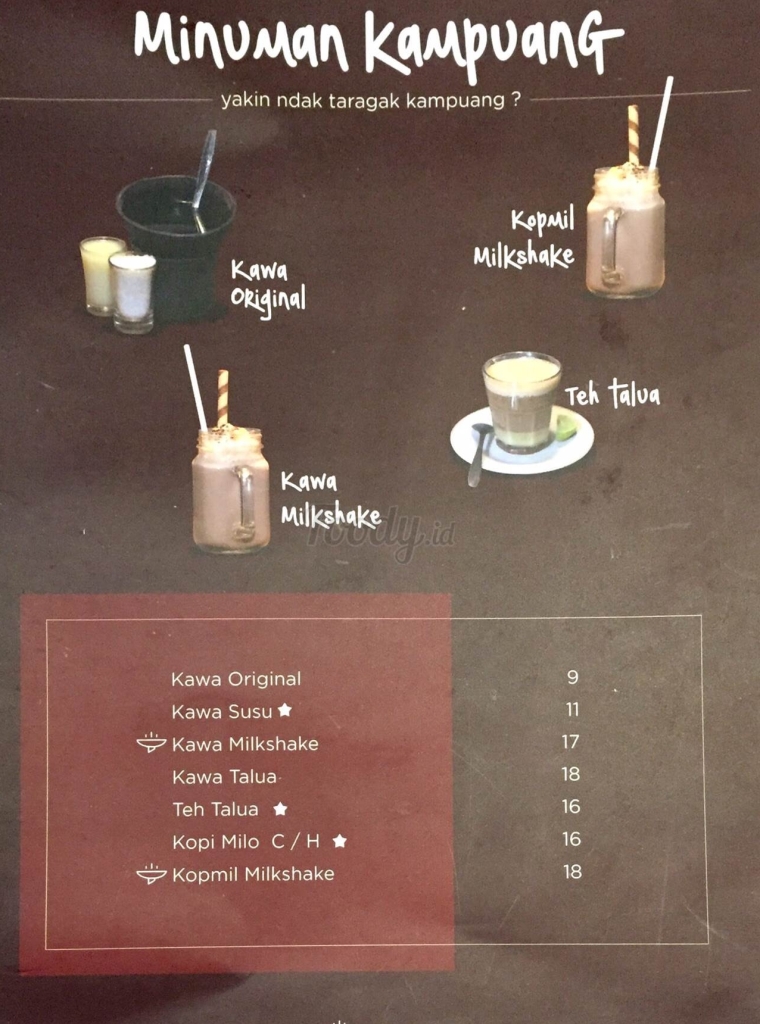 Minuman Kampuang
yakin ndak taragak kampuang ?
Kopmil
Milkshake
Kawa
Original
Teh Talua
Kawa
Milkshake
foody.id
Kawa Original 9
Kawa Susu 11
Kawa Milkshake 17
Kawa Talua 18
Teh Talua 16
Kopi Milo C / H 16
Kopmil Milkshake 18